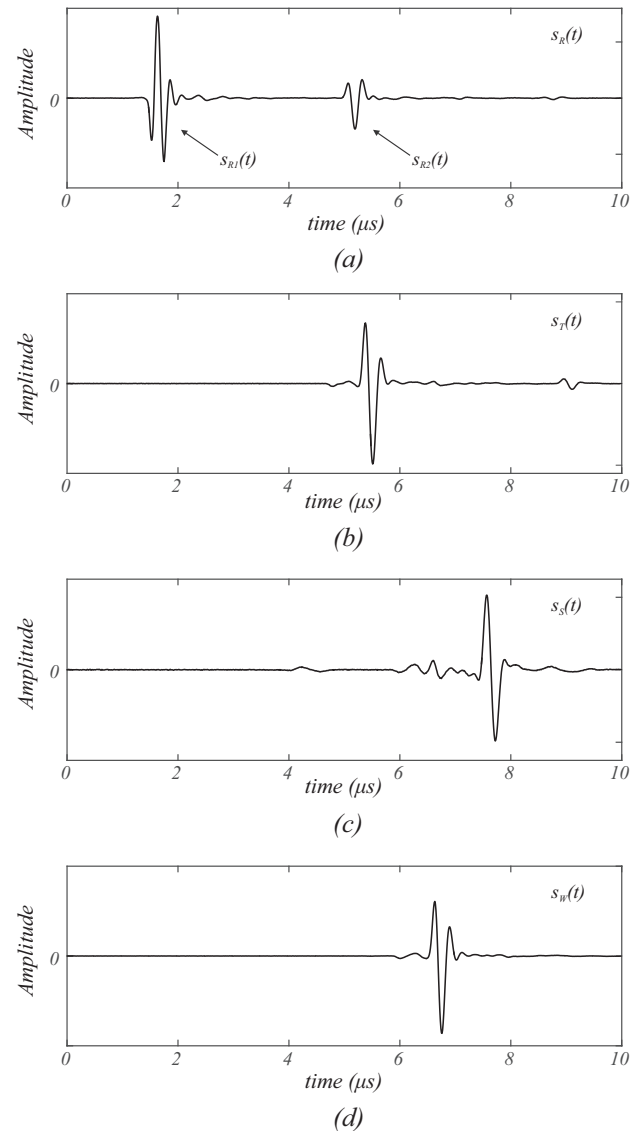 s_R(t)
Amplitude
0
s_R1(t)
s_R2(t)
0 2 4 6 8 10
time (μs)
(a)
s_T(t)
Amplitude
0
0 2 4 6 8 10
time (μs)
(b)
s_S(t)
Amplitude
0
0 2 4 6 8 10
time (μs)
(c)
s_W(t)
Amplitude
0
0 2 4 6 8 10
time (μs)
(d)